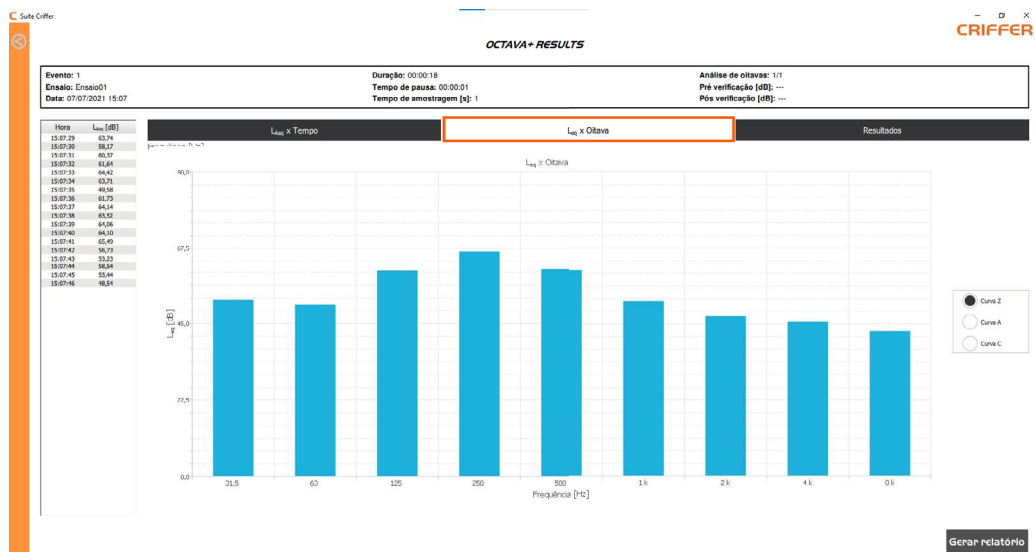 Suite Criffer
CRIFFER
OCTAVA+ RESULTS
Evento: 1
Ensaio: Ensaio01
Data: 07/07/2021 15:07
Duração: 00:00:18
Tempo de pausa: 00:00:01
Tempo de amostragem [s]: 1
Análise de oitavas: 1/1
Pré verificação [dB]: ---
Pós verificação [dB]: ---
Hora LAeq [dB]
15:07:29 63,74
15:07:30 58,17
15:07:31 60,37
15:07:32 61,64
15:07:33 64,42
15:07:34 63,71
15:07:35 49,58
15:07:36 61,73
15:07:37 64,14
15:07:38 63,52
15:07:39 64,06
15:07:40 64,10
15:07:41 65,49
15:07:42 56,73
15:07:43 53,23
15:07:44 58,54
15:07:45 53,44
15:07:46 48,54
LAeq x Tempo
Leq x Oitava
Resultados
Leq x Oitava
90,0
67,5
45,0
22,5
0,0
Leq [dB]
31,5 63 125 250 500 1 k 2 k 4 k 0 k
Frequência [Hz]
Curva Z
Curva A
Curva C
Gerar relatório